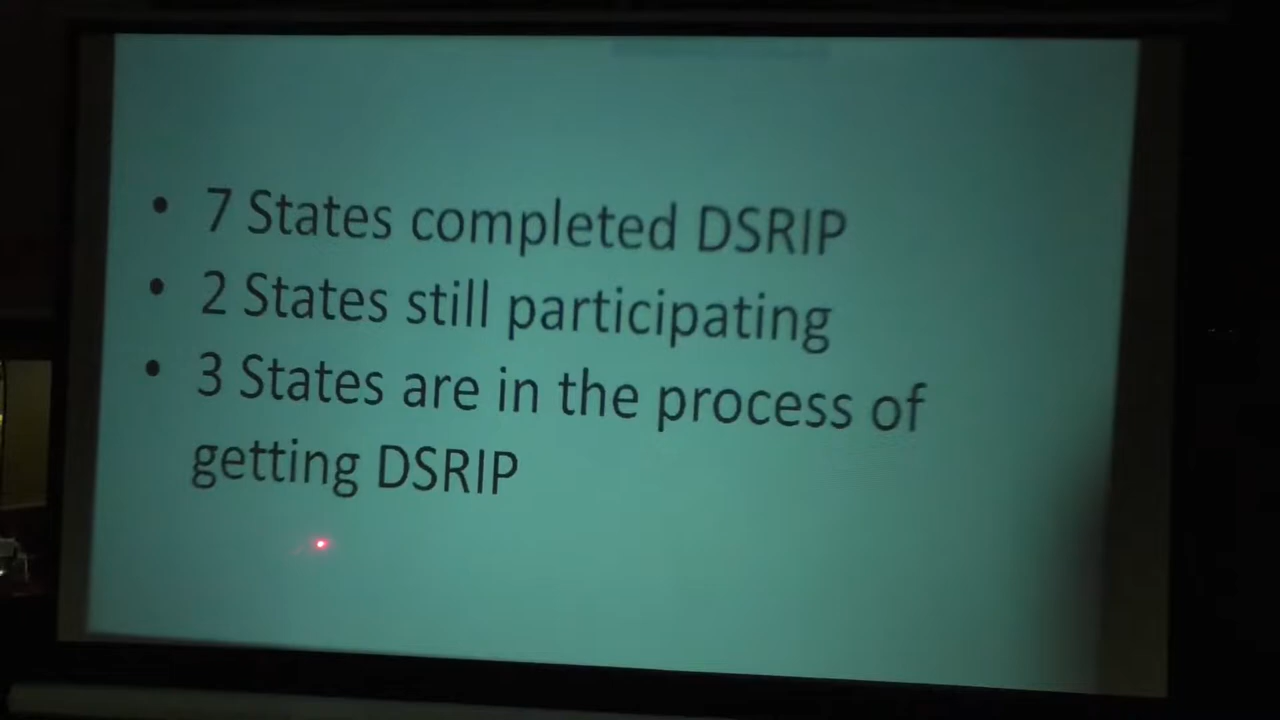 • 7 States completed DSRIP
• 2 States still participating
• 3 States are in the process of
getting DSRIP